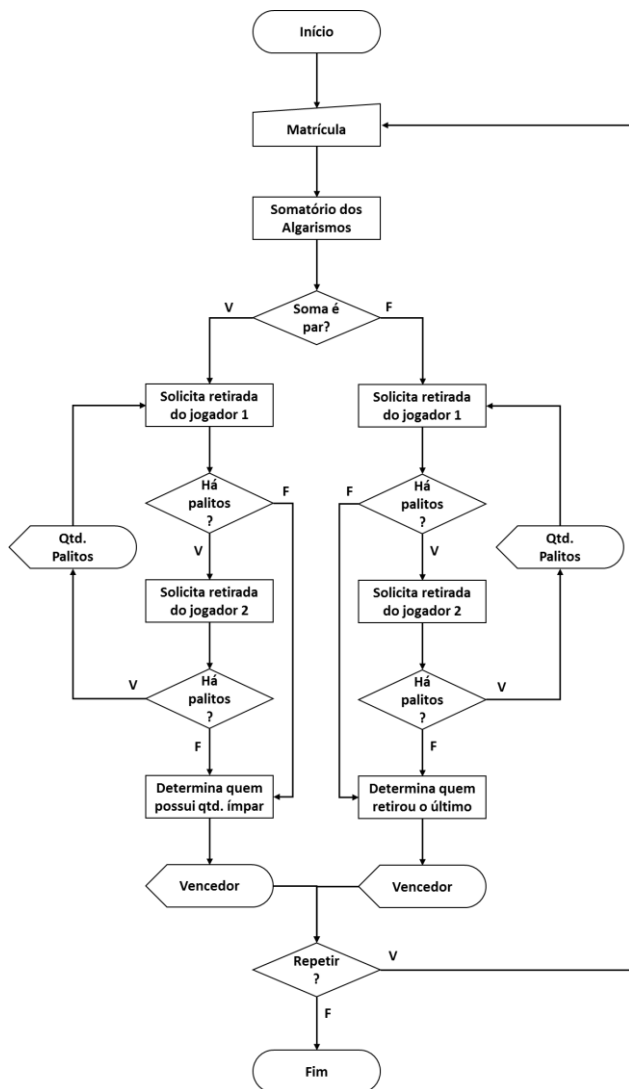 Início
Matrícula
Somatório dos
Algarismos
V
Soma é
par?
F
Solicita retirada
do jogador 1
Solicita retirada
do jogador 1
Há
palitos
?
F
F
Há
palitos
?
Qtd.
Palitos
Qtd.
Palitos
V
V
Solicita retirada
do jogador 2
Solicita retirada
do jogador 2
V
Há
palitos
?
Há
palitos
?
V
F
F
Determina quem
possui qtd. ímpar
Determina quem
retirou o último
Vencedor
Vencedor
Repetir
?
V
F
Fim